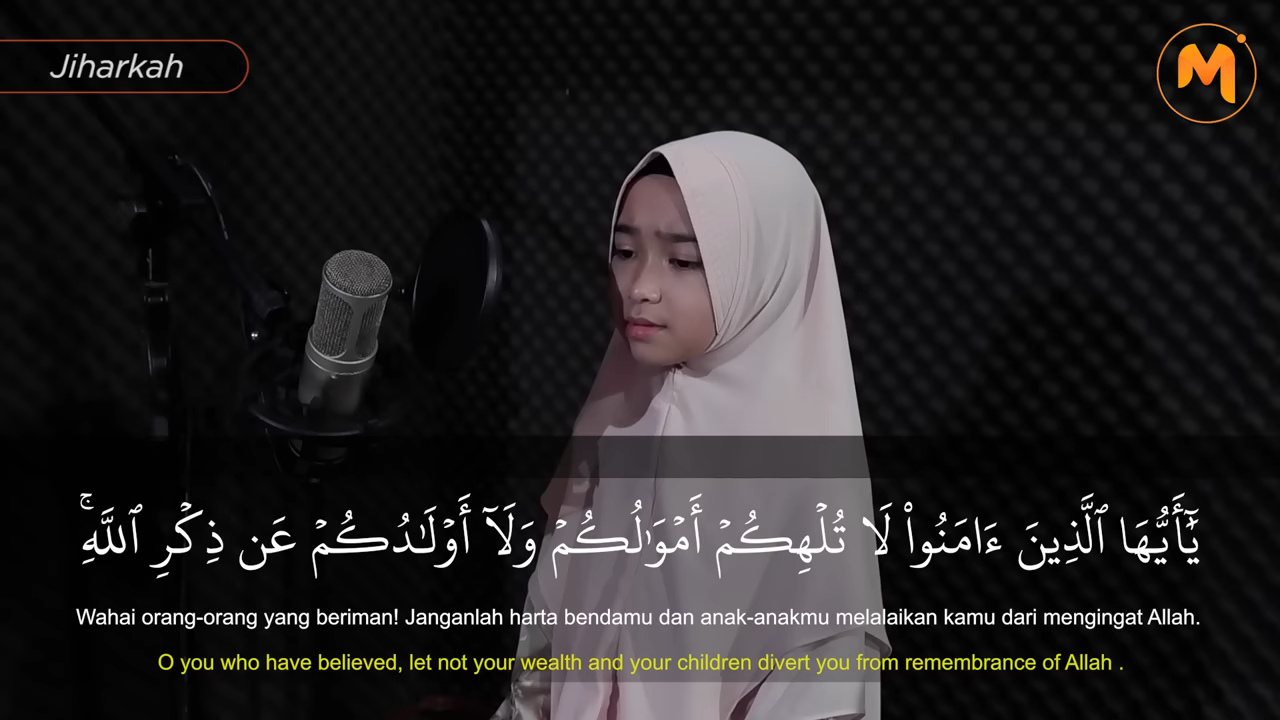 Jiharkah
M
يَٰٓأَيُّهَا ٱلَّذِينَ ءَامَنُوا۟ لَا تُلْهِكُمْ أَمْوَٰلُكُمْ وَلَآ أَوْلَٰدُكُمْ عَن ذِكْرِ ٱللَّهِ ۚ
Wahai orang-orang yang beriman! Janganlah harta bendamu dan anak-anakmu melalaikan kamu dari mengingat Allah.
O you who have believed, let not your wealth and your children divert you from remembrance of Allah .